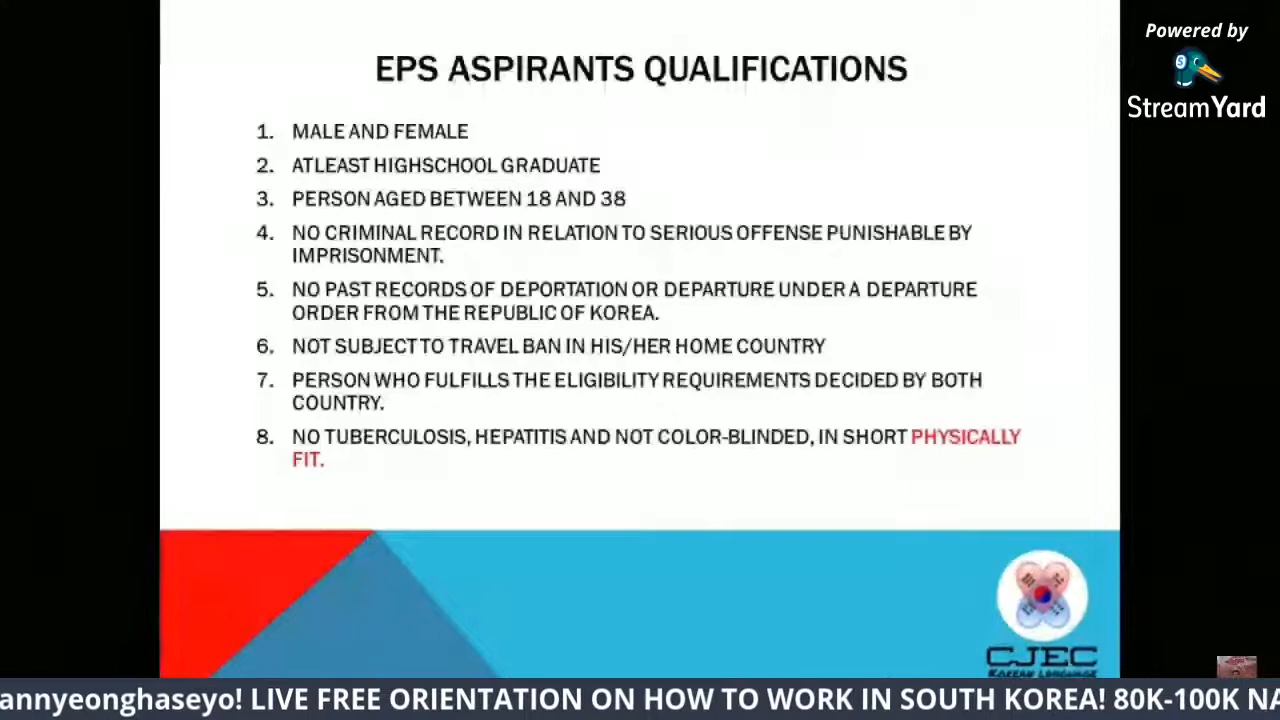 Powered by
StreamYard
EPS ASPIRANTS QUALIFICATIONS
1. MALE AND FEMALE
2. ATLEAST HIGHSCHOOL GRADUATE
3. PERSON AGED BETWEEN 18 AND 38
4. NO CRIMINAL RECORD IN RELATION TO SERIOUS OFFENSE PUNISHABLE BY
IMPRISONMENT.
5. NO PAST RECORDS OF DEPORTATION OR DEPARTURE UNDER A DEPARTURE
ORDER FROM THE REPUBLIC OF KOREA.
6. NOT SUBJECT TO TRAVEL BAN IN HIS/HER HOME COUNTRY
7. PERSON WHO FULFILLS THE ELIGIBILITY REQUIREMENTS DECIDED BY BOTH
COUNTRY.
8. NO TUBERCULOSIS, HEPATITIS AND NOT COLOR-BLINDED, IN SHORT PHYSICALLY
FIT.
CJEC
KOREAN LANGUAGE
annyeonghaseyo! LIVE FREE ORIENTATION ON HOW TO WORK IN SOUTH KOREA! 80K-100K NA